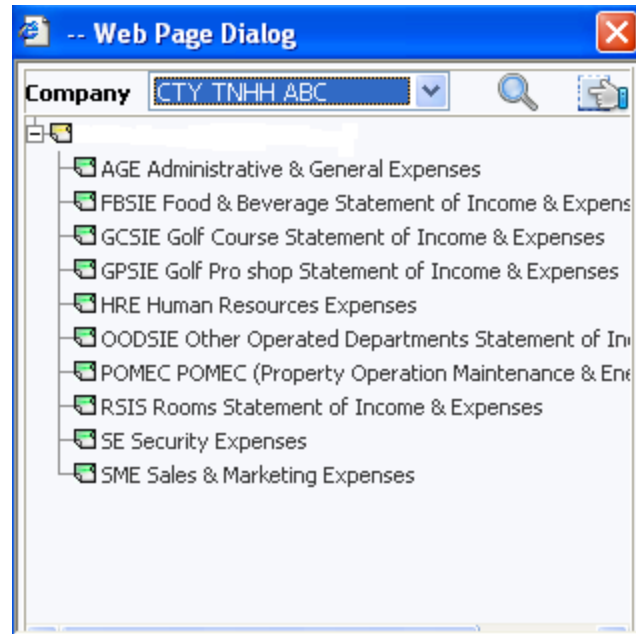 -- Web Page Dialog
Company CTY TNHH ABC
AGE Administrative & General Expenses
FBSIE Food & Beverage Statement of Income & Expens
GCSIE Golf Course Statement of Income & Expenses
GPSIE Golf Pro shop Statement of Income & Expenses
HRE Human Resources Expenses
OODSIE Other Operated Departments Statement of In
POMEC POMEC (Property Operation Maintenance & Ene
RSIS Rooms Statement of Income & Expenses
SE Security Expenses
SME Sales & Marketing Expenses